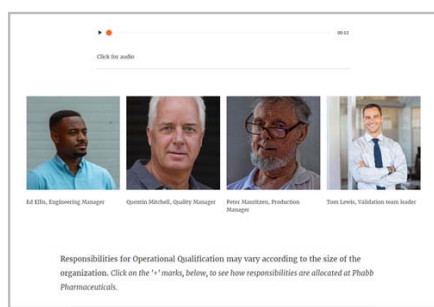 00:12
Click for audio
Ed Ellis, Engineering Manager
Quentin Mitchell, Quality Manager
Peter Mauritzen, Production
Manager
Tom Lewis, Validation team leader
Responsibilities for Operational Qualification may vary according to the size of the
organization. Click on the '+' marks, below, to see how responsibilities are allocated at Phabb
Pharmaceuticals.